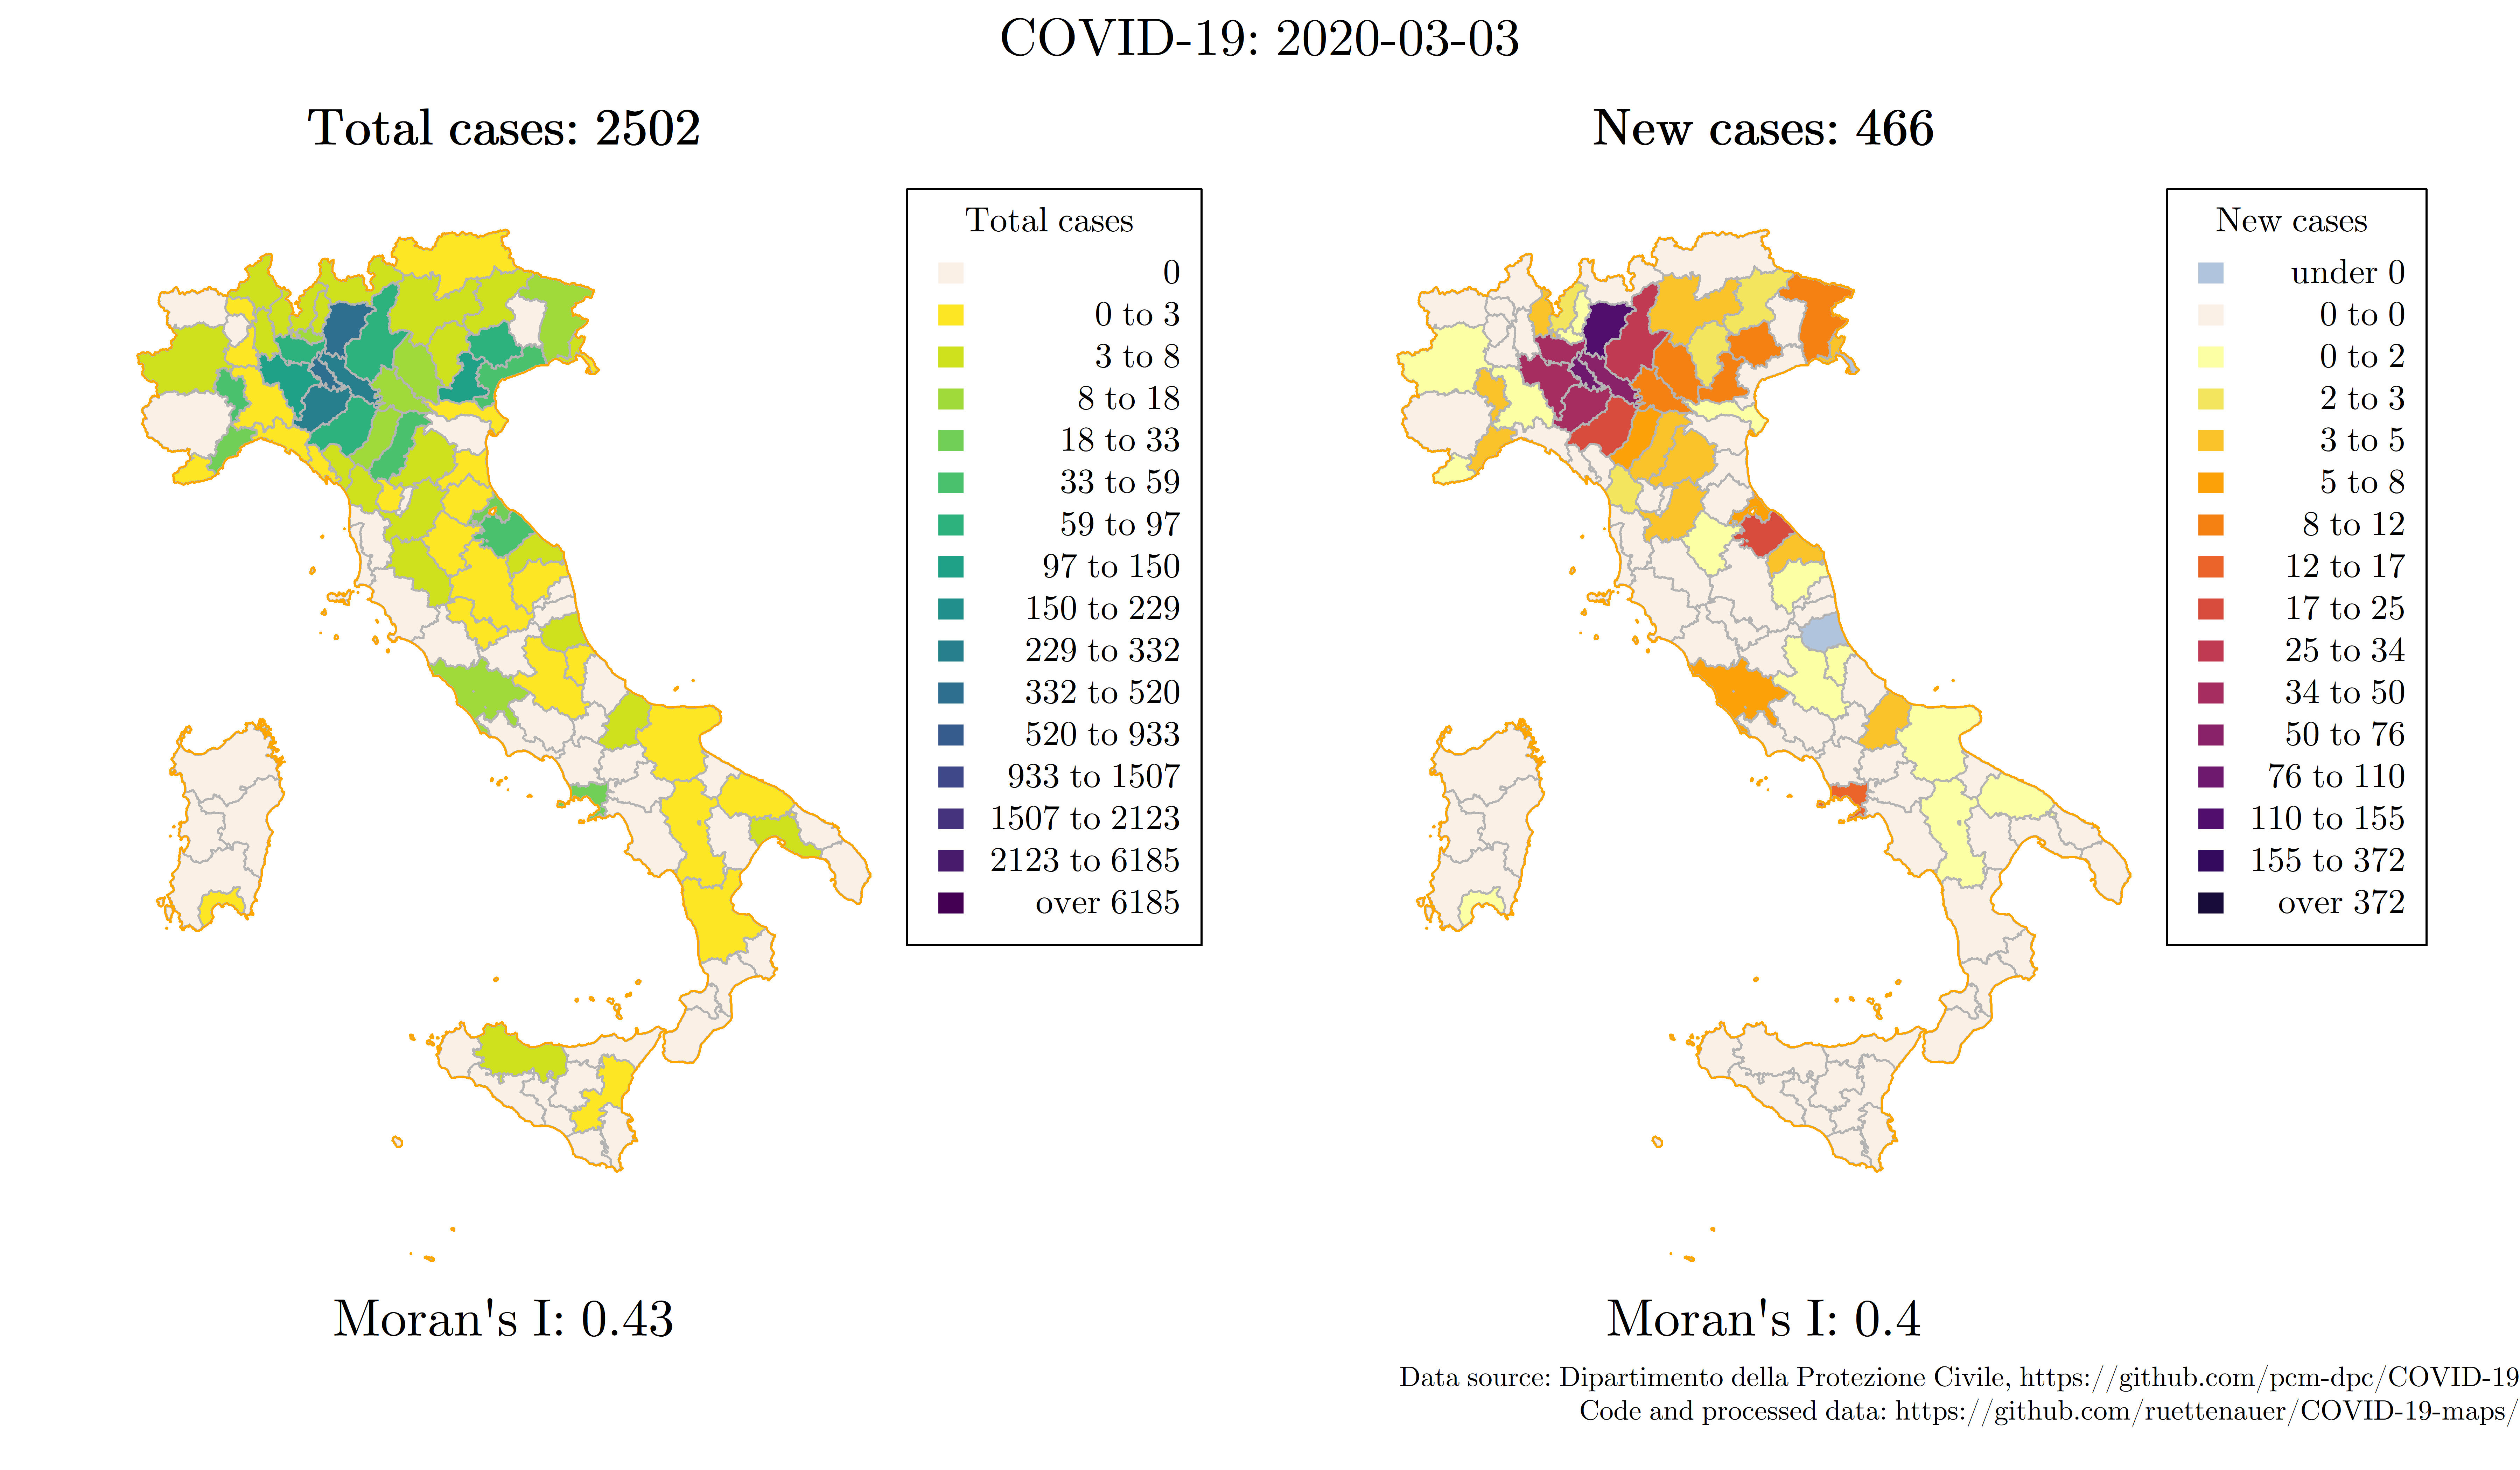 COVID-19: 2020-03-03
Total cases: 2502
Total cases
0
0 to 3
3 to 8
8 to 18
18 to 33
33 to 59
59 to 97
97 to 150
150 to 229
229 to 332
332 to 520
520 to 933
933 to 1507
1507 to 2123
2123 to 6185
over 6185
Moran's I: 0.43
New cases: 466
New cases
under 0
0 to 0
0 to 2
2 to 3
3 to 5
5 to 8
8 to 12
12 to 17
17 to 25
25 to 34
34 to 50
50 to 76
76 to 110
110 to 155
155 to 372
over 372
Moran's I: 0.4
Data source: Dipartimento della Protezione Civile, https://github.com/pcm-dpc/COVID-19
Code and processed data: https://github.com/ruettenauer/COVID-19-maps/